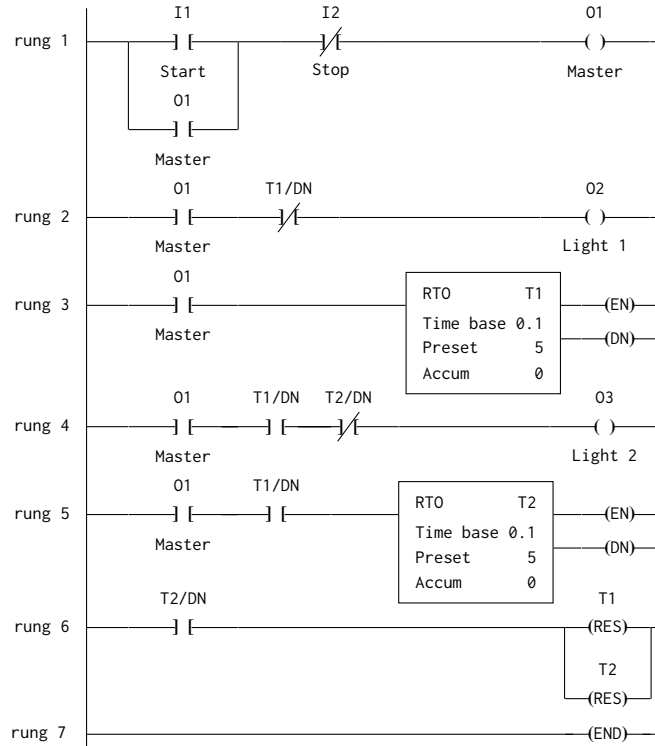 I1 I2 O1
rung 1 ] [ ]/[ ( )
Start Stop Master
O1
] [
Master
O1 T1/DN O2
rung 2 ] [ ]/[ ( )
Master Light 1
O1
rung 3 ] [ (EN)
Master
RTO T1
Time base 0.1
Preset 5
Accum 0
(DN)
O1 T1/DN T2/DN O3
rung 4 ] [ ] [ ]/[ ( )
Master Light 2
O1 T1/DN
rung 5 ] [ ] [ (EN)
Master
RTO T2
Time base 0.1
Preset 5
Accum 0
(DN)
T2/DN T1
rung 6 ] [ (RES)
T2
(RES)
rung 7 (END)